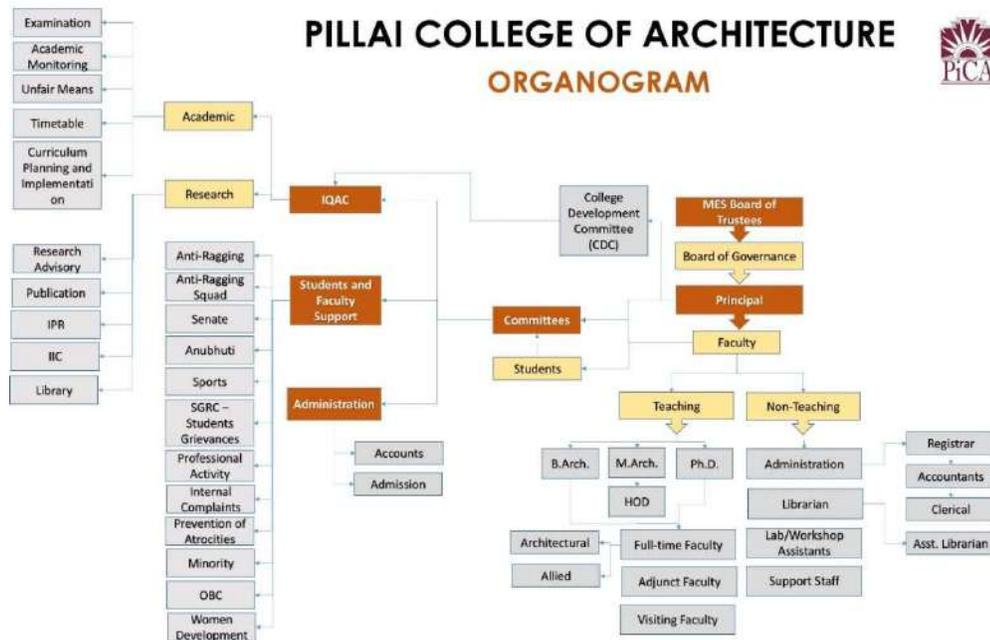 PILLAI COLLEGE OF ARCHITECTURE
ORGANOGRAM
PiCA
Examination
Academic
Monitoring
Unfair Means
Timetable
Curriculum
Planning and
Implementati
on
Academic
Research
Research
Advisory
Publication
IPR
IIC
Library
IQAC
Students and
Faculty
Support
Administration
Anti-Ragging
Anti-Ragging
Squad
Senate
Anubhuti
Sports
SGRC –
Students
Grievances
Professional
Activity
Internal
Complaints
Prevention of
Atrocities
Minority
OBC
Women
Development
Accounts
Admission
College
Development
Committee
(CDC)
Committees
Students
MES Board of
Trustees
Board of Governance
Principal
Faculty
Teaching
Non-Teaching
B.Arch.
M.Arch.
Ph.D.
HOD
Architectural
Allied
Full-time Faculty
Adjunct Faculty
Visiting Faculty
Administration
Librarian
Lab/Workshop
Assistants
Support Staff
Registrar
Accountants
Clerical
Asst. Librarian